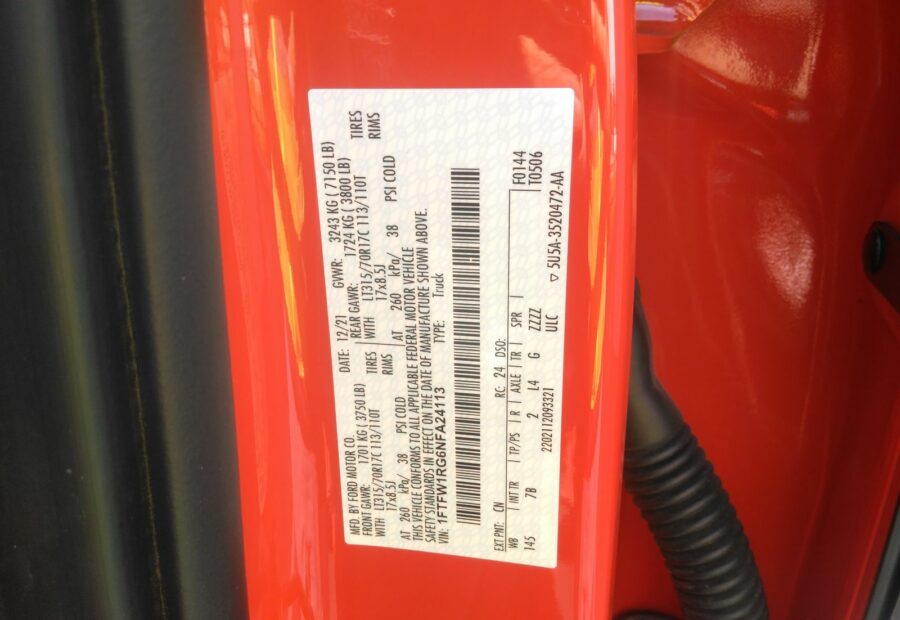 MFD. BY FORD MOTOR CO. DATE: 12/21 GVWR: 3243 KG ( 7150 LB)
FRONT GAWR: 1701 KG ( 3750 LB) REAR GAWR: 1724 KG ( 3800 LB)
WITH LT315/70R17C 113/110T TIRES WITH LT315/70R17C 113/110T TIRES
17x8.5J RIMS 17x8.5J RIMS
AT 260 kPa/ 38 PSI COLD AT 260 kPa/ 38 PSI COLD
THIS VEHICLE CONFORMS TO ALL APPLICABLE FEDERAL MOTOR VEHICLE
SAFETY STANDARDS IN EFFECT ON THE DATE OF MANUFACTURE SHOWN ABOVE.
VIN: 1FTFW1RG6NFA24113 TYPE: Truck
EXT PNT: CN RC: 24 DSO: F0144
WB INT TR TP/PS R AXLE TR SPR T0506
145 7B 2 L4 G ZZZZ
2202112093321 ULC 5U5A-3520472-AA